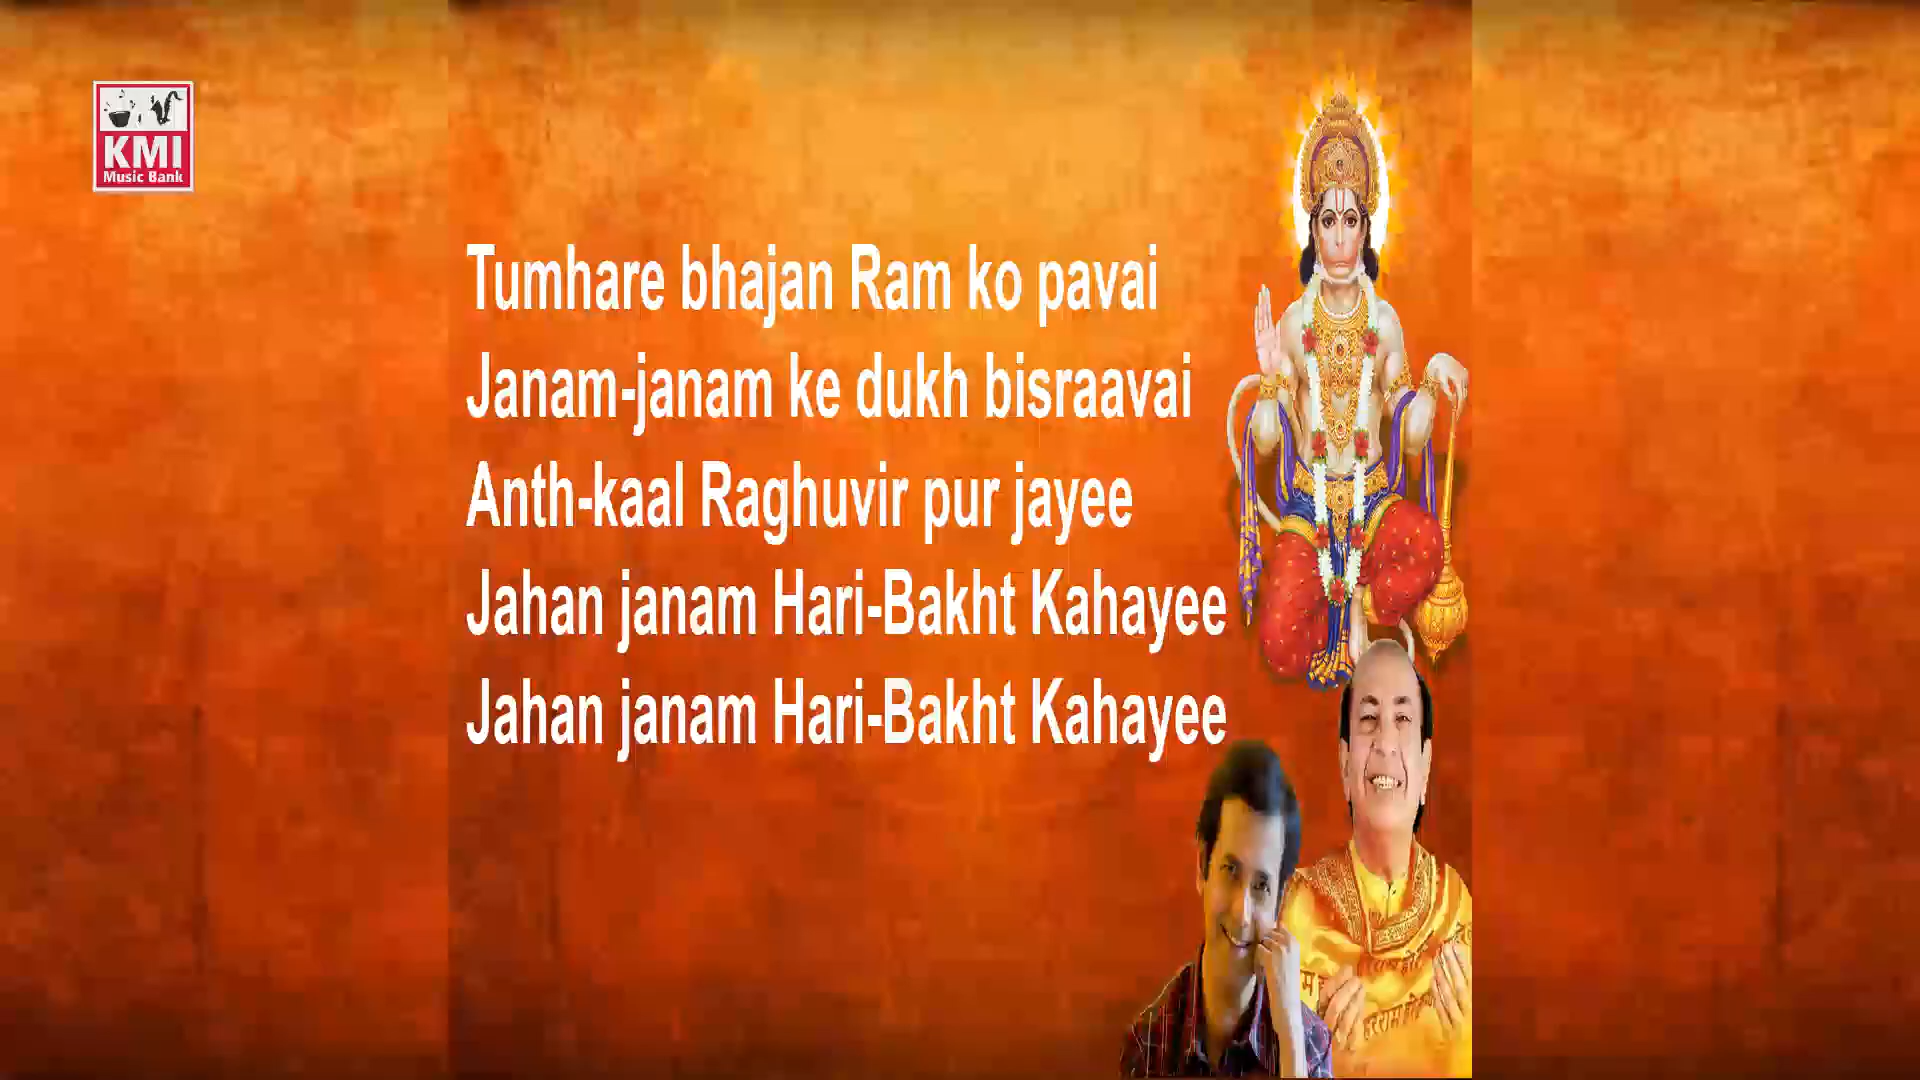 KMI
Music Bank
Tumhare bhajan Ram ko pavai
Janam-janam ke dukh bisraavai
Anth-kaal Raghuvir pur jayee
Jahan janam Hari-Bakht Kahayee
Jahan janam Hari-Bakht Kahayee